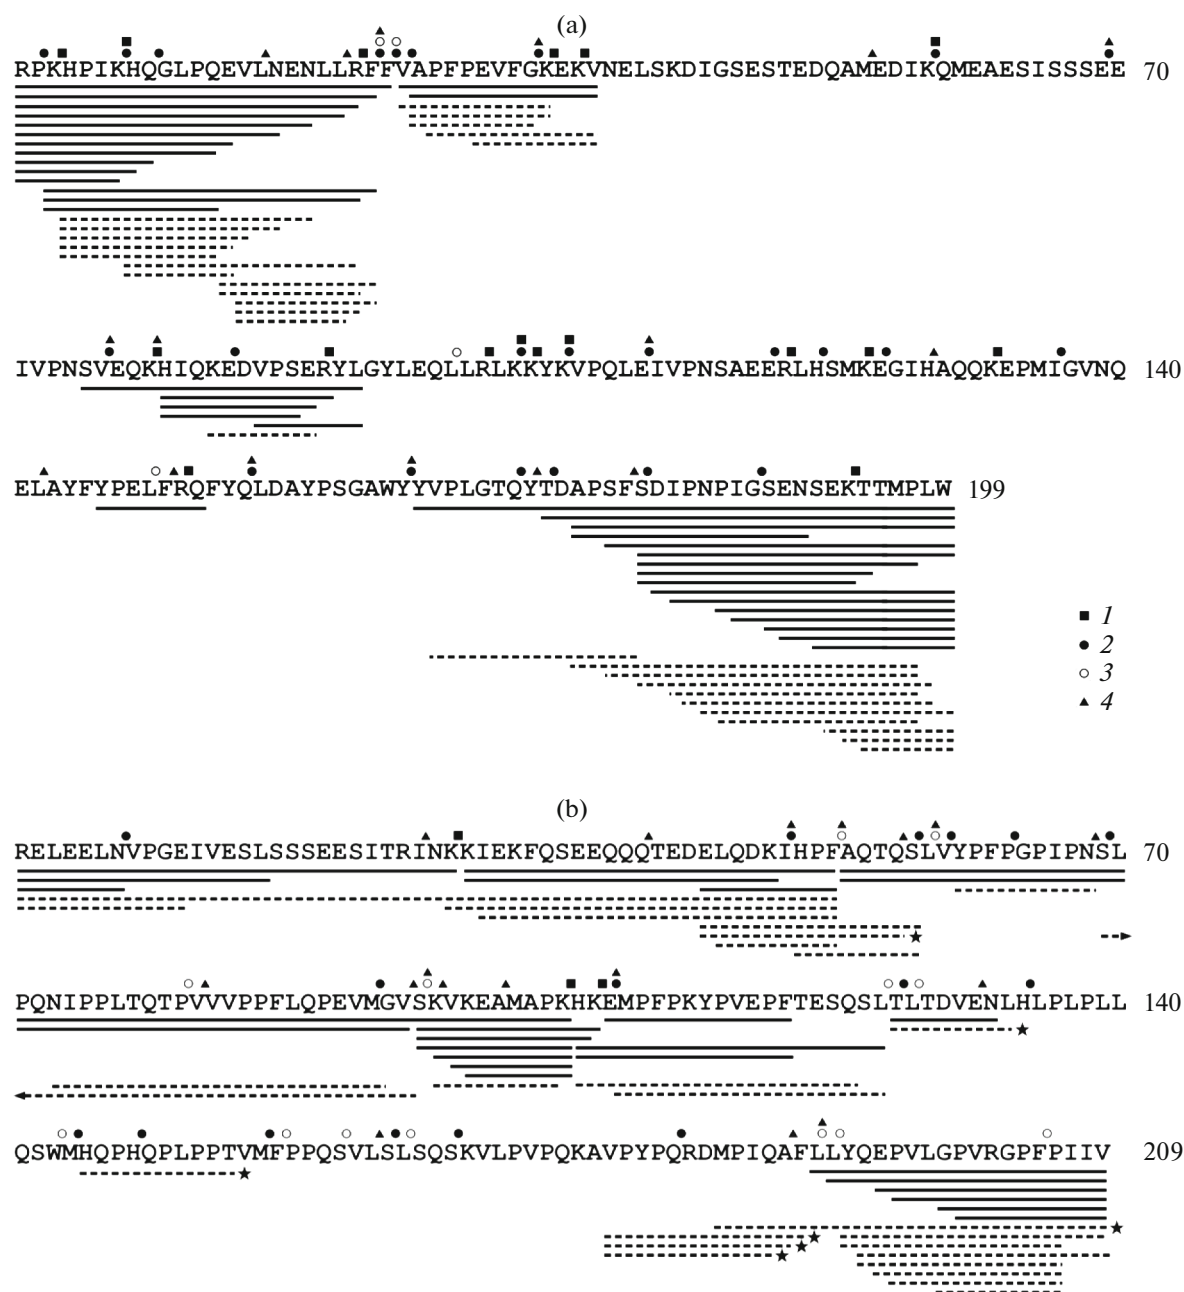 (a)
RPKHPIKHQGLPQEVLNENLLRFFVAPFPEVFGKEKVNELSKDIGSESTEDQAMEDIKQMEAESISSSEE 70
IVPNSVEQKHIQKEDVPSERYLGYLEQLLRLKKYKVPQLEIVPNSAEERLHSMKEGIHAQQKEPMIGVNQ 140
ELAYFYPELFRQFYQLDAYPSGAWYYVPLGTQYTDAPSFSDIPNPIGSENSEKTTMPLW 199
1
2
3
4
(b)
RELEELNVPGEIVESLSSSEESITRINKKIEKFQSEEQQQTEDELQDKIHPFAQTQSLVYPFPGPIPNSL 70
PQNIPPLTQTPVVVPPFLQPEVMGVSKVKEAMAPKHKEMPFPKYPVEPFTESQSLTLTDVENLHLPLPLL 140
QSWMHQPHQPLPPTVMFPPQSVLSLSQSKVLPVPQKAVPYPQRDMPIQAFLLYQEPVLGPVRGPFPIIV 209